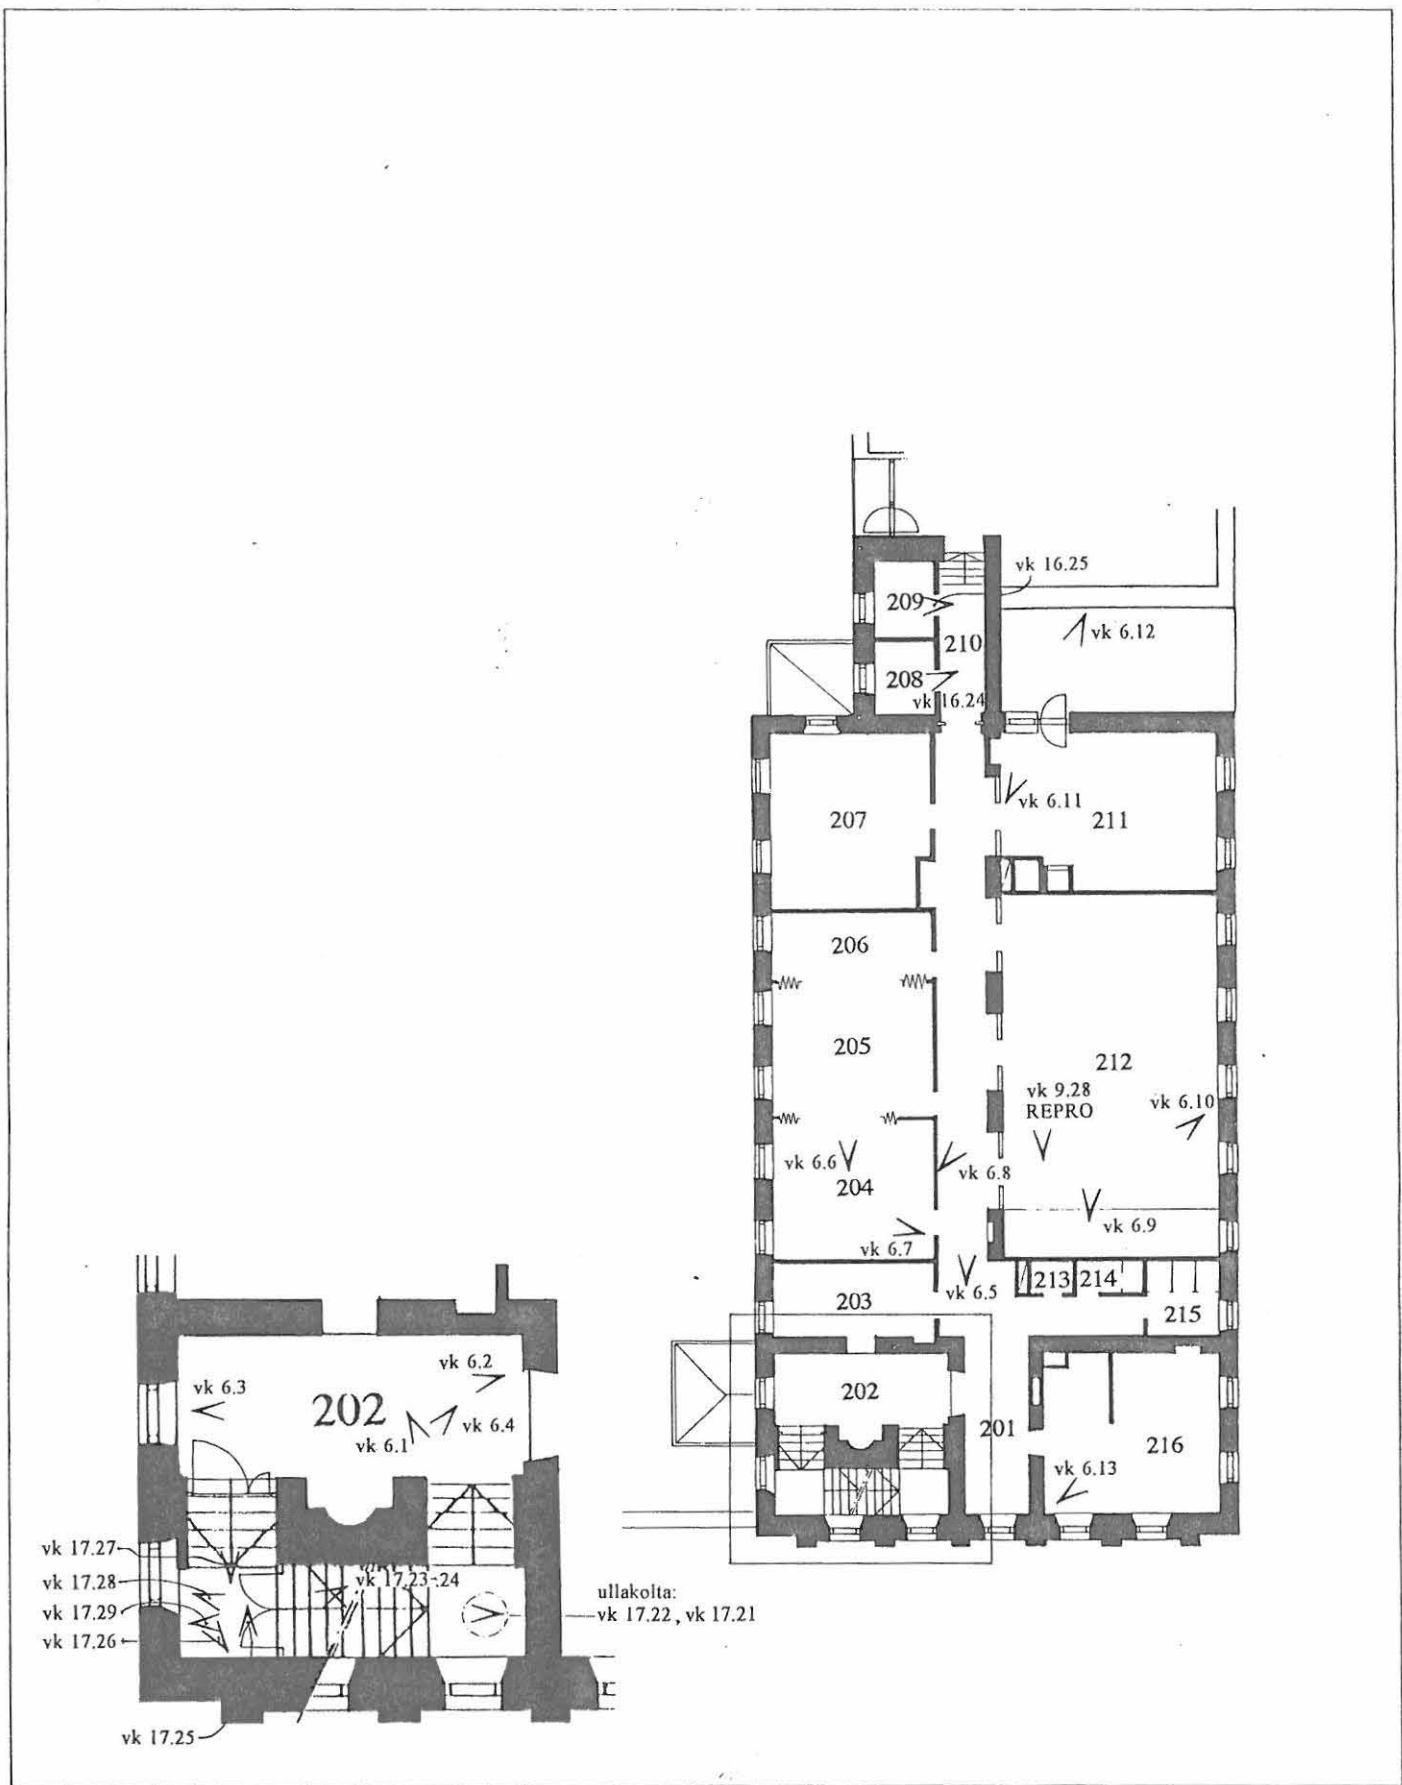 vk 16.25
209
vk 6.12
210
208
vk 16.24
vk 6.11
207
211
206
205
212
vk 9.28
REPRO
vk 6.10
vk 6.6
vk 6.8
204
vk 6.9
vk 6.7
213
214
vk 6.5
203
215
202
201
216
vk 6.13
vk 6.2
vk 6.3
202
vk 6.4
vk 6.1
vk 17.27
vk 17.28
vk 17.23-24
vk 17.29
vk 17.26
ullakolta:
vk 17.22, vk 17.21
vk 17.25